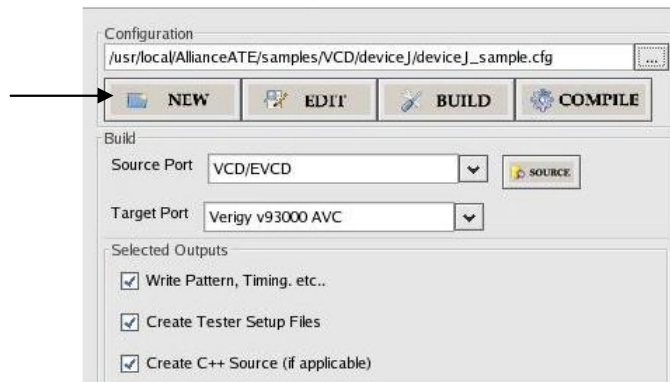 Configuration
/usr/local/AllianceATE/samples/VCD/deviceJ/deviceJ_sample.cfg ...
NEW EDIT BUILD COMPILE
Build
Source Port VCD/EVCD SOURCE
Target Port Verigy v93000 AVC
Selected Outputs
Write Pattern, Timing. etc..
Create Tester Setup Files
Create C++ Source (if applicable)